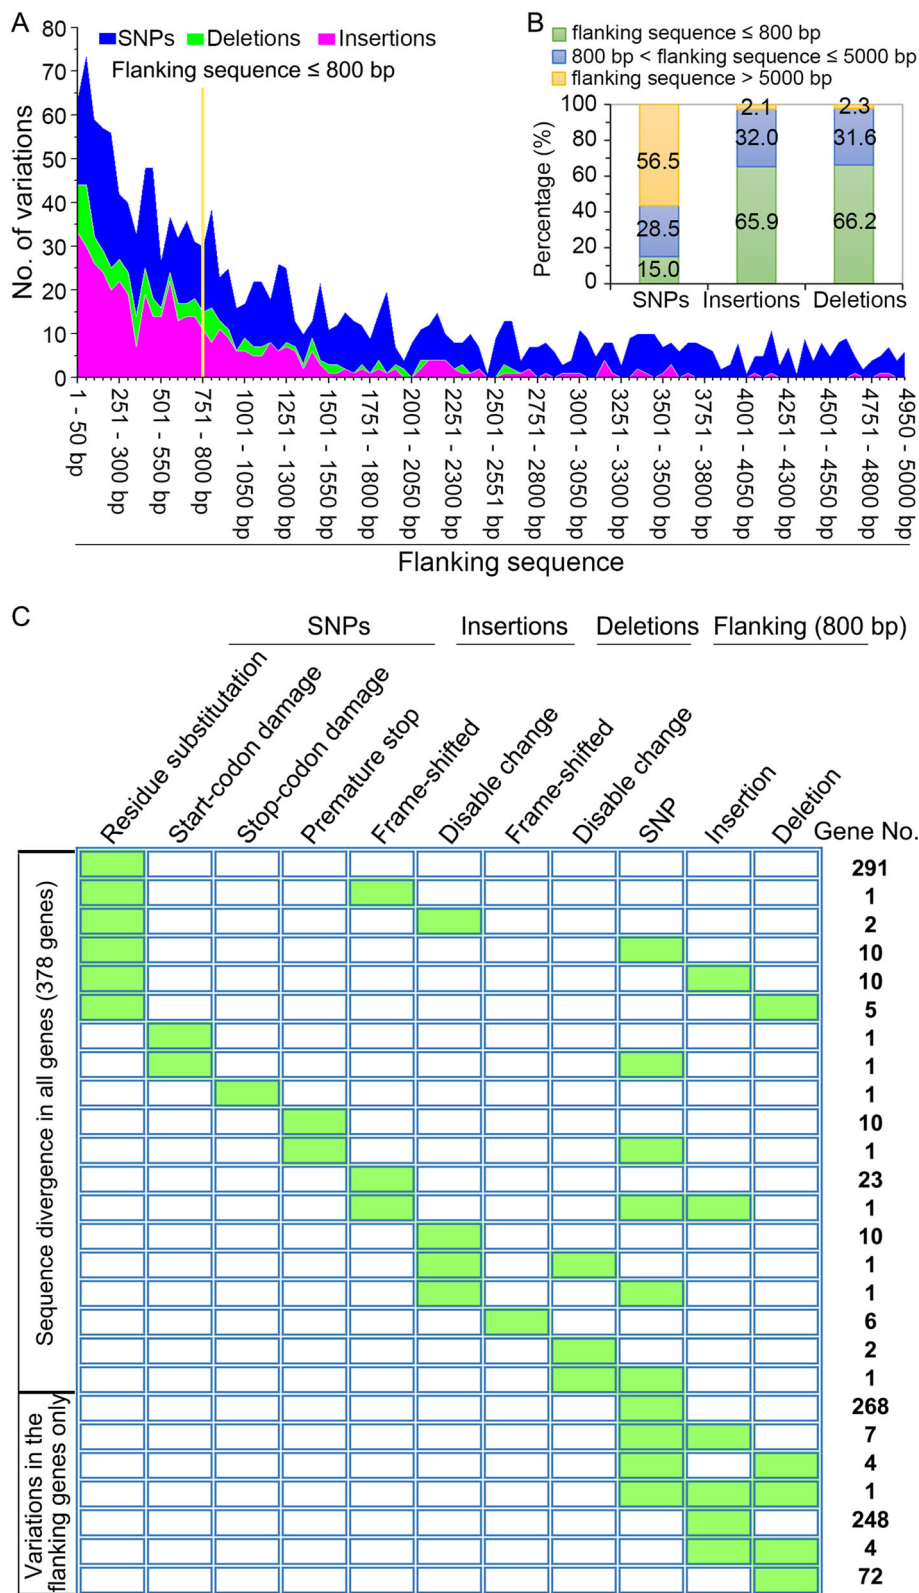 A
SNPs Deletions Insertions
Flanking sequence ≤ 800 bp
No. of variations
80
70
60
50
40
30
20
10
0
1 - 50 bp
251 - 300 bp
501 - 550 bp
751 - 800 bp
1001 - 1050 bp
1251 - 1300 bp
1501 - 1550 bp
1751 - 1800 bp
2001 - 2050 bp
2251 - 2300 bp
2501 - 2551 bp
2751 - 2800 bp
3001 - 3050 bp
3251 - 3300 bp
3501 - 3550 bp
3751 - 3800 bp
4001 - 4050 bp
4251 - 4300 bp
4501 - 4550 bp
4751 - 4800 bp
4950 - 5000 bp
Flanking sequence
B
flanking sequence ≤ 800 bp
800 bp < flanking sequence ≤ 5000 bp
flanking sequence > 5000 bp
Percentage (%)
100
80
60
40
20
0
56.5
28.5
15.0
2.1
32.0
65.9
2.3
31.6
66.2
SNPs Insertions Deletions
C
SNPs Insertions Deletions Flanking (800 bp)
Residue substitutation
Start-codon damage
Stop-codon damage
Premature stop
Frame-shifted
Disable change
Frame-shifted
Disable change
SNP
Insertion
Deletion
Gene No.
Sequence divergence in all genes (378 genes)
291
1
2
10
10
5
1
1
1
10
1
23
1
10
1
1
6
2
1
Variations in the
flanking genes only
268
7
4
1
248
4
72